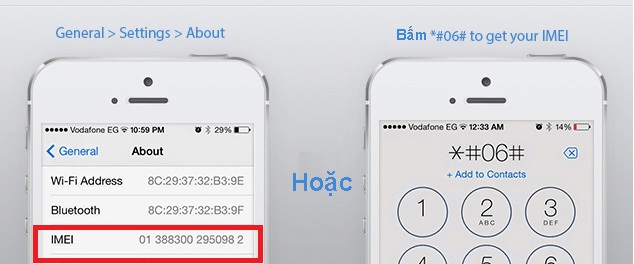 General > Settings > About
Bấm *#06# to get your IMEI
Vodafone EG 10:59 PM 29%
General About
Wi-Fi Address 8C:29:37:32:B3:9E
Bluetooth 8C:29:37:32:B3:9F
IMEI 01 388300 295098 2
Hoặc
Vodafone EG 12:33 AM 14%
*#06#
+ Add to Contacts
1 2 3
ABC DEF